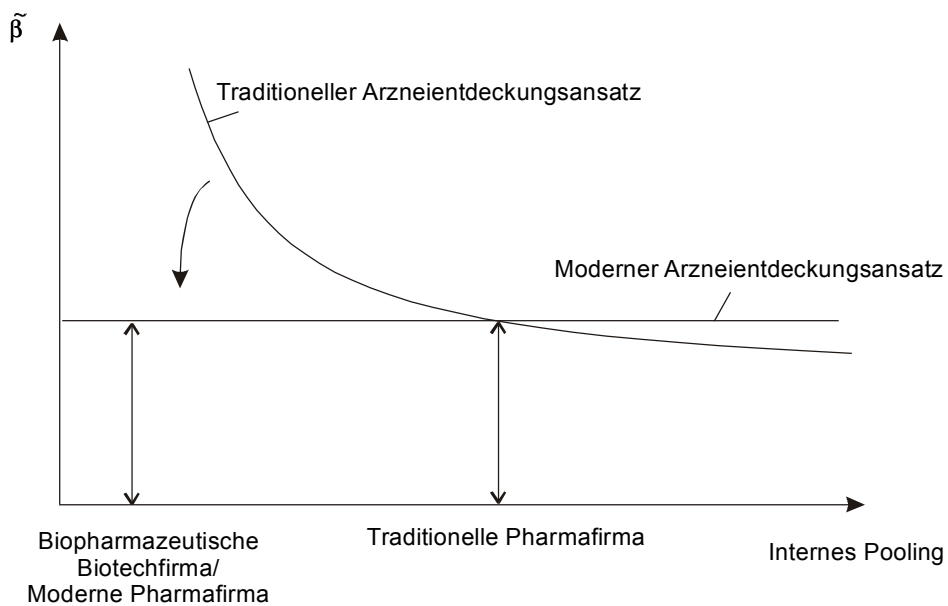 β̃
Traditioneller Arzneientdeckungsansatz
Moderner Arzneientdeckungsansatz
Biopharmazeutische
Biotechfirma/
Moderne Pharmafirma
Traditionelle Pharmafirma
Internes Pooling